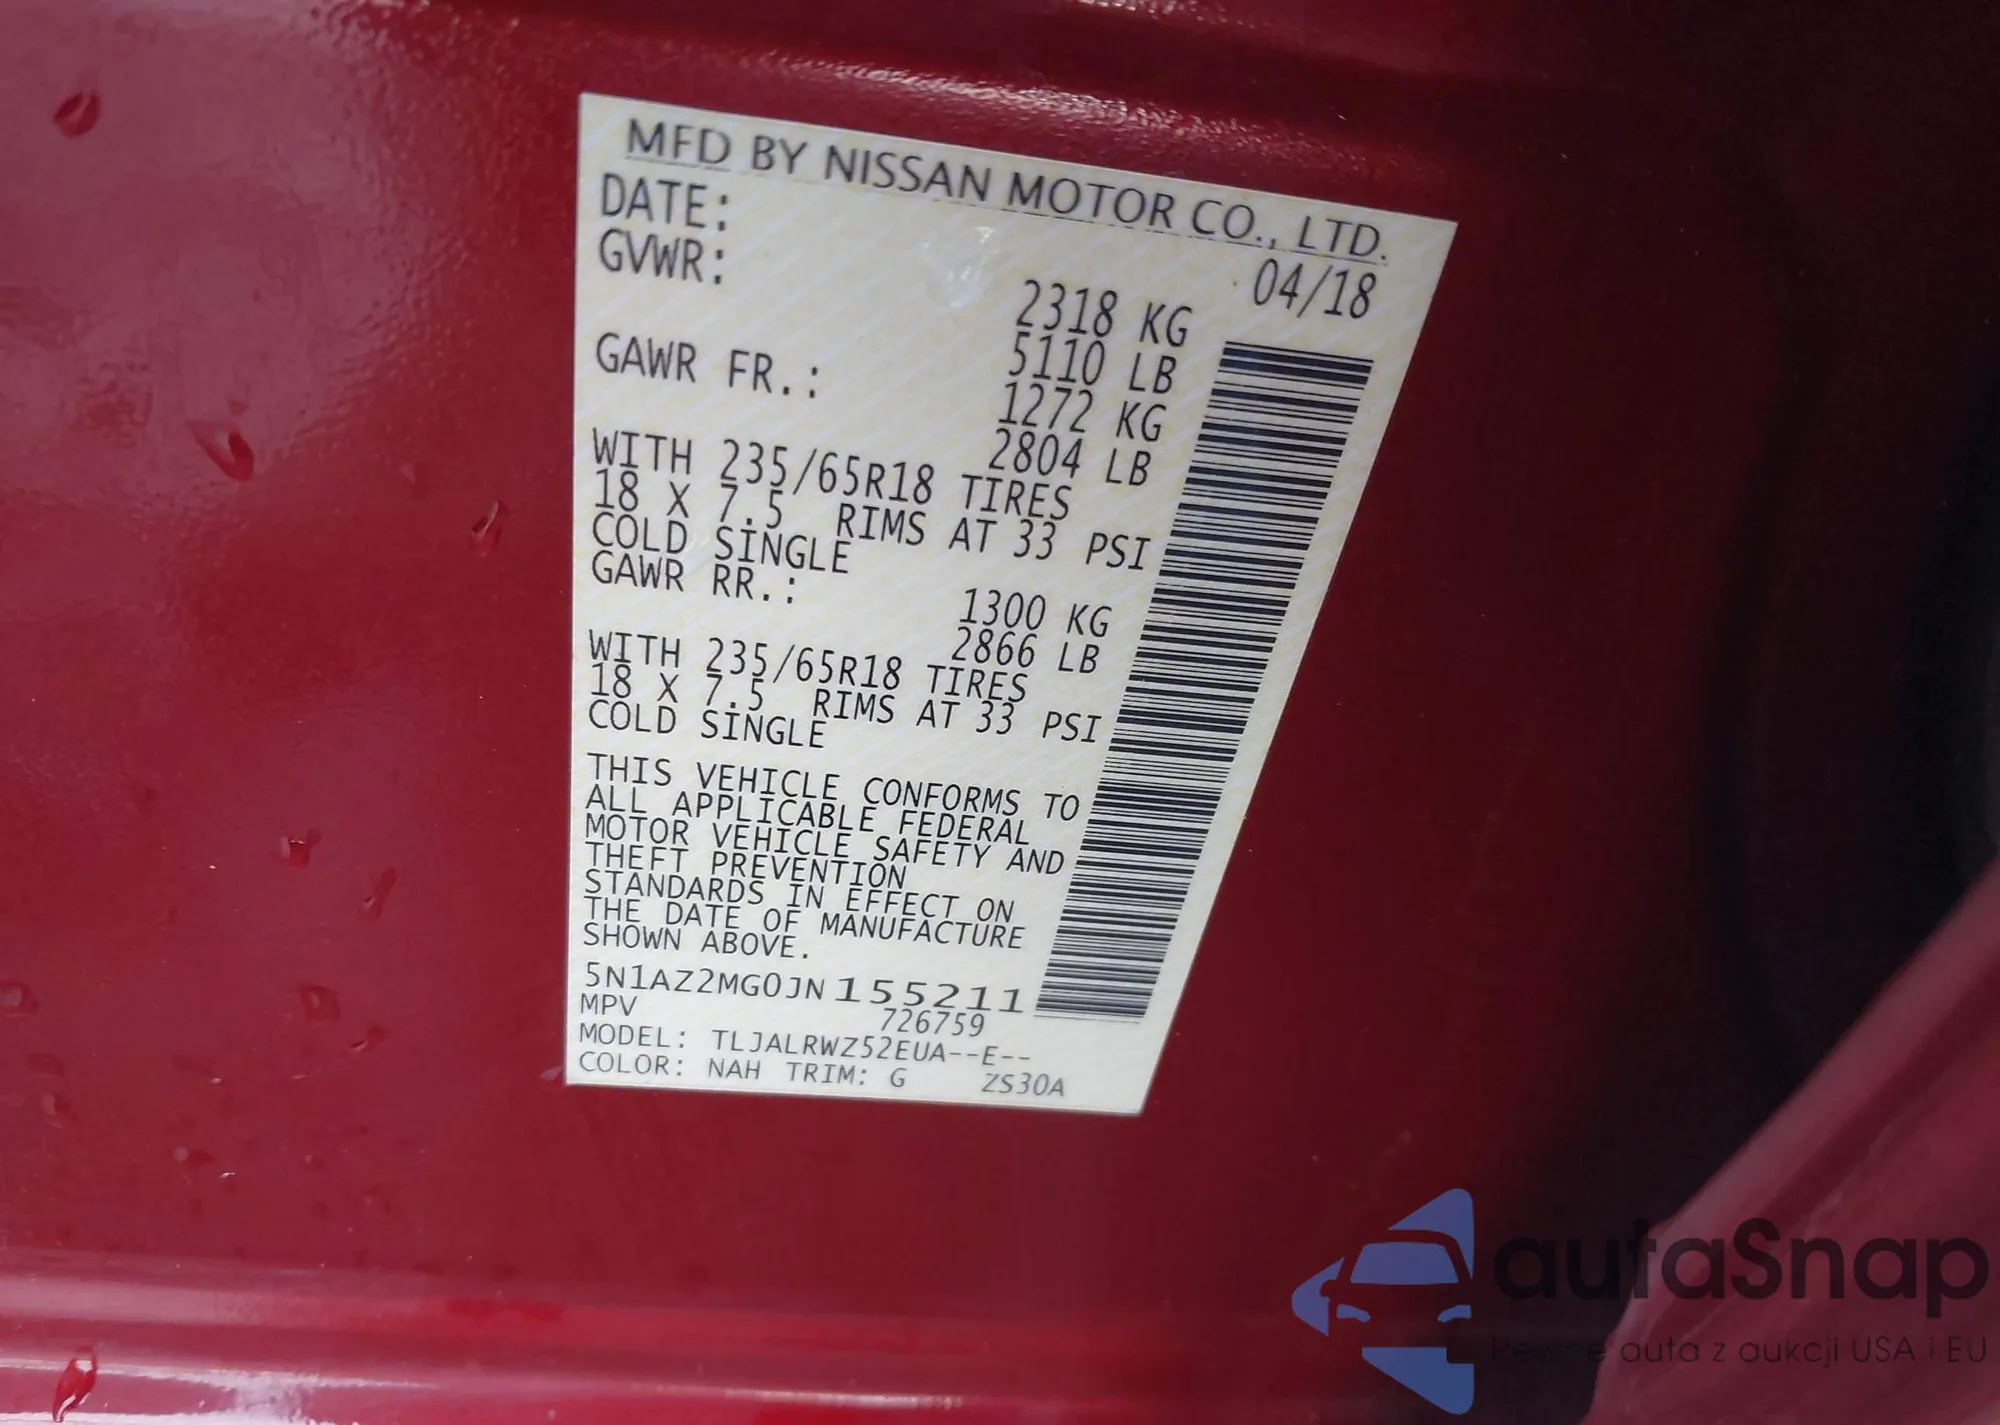 MFD BY NISSAN MOTOR CO., LTD.
DATE: 04/18
GVWR: 2318 KG
5110 LB
GAWR FR.: 1272 KG
2804 LB
WITH 235/65R18 TIRES
18 X 7.5 RIMS AT 33 PSI
COLD SINGLE
GAWR RR.: 1300 KG
2866 LB
WITH 235/65R18 TIRES
18 X 7.5 RIMS AT 33 PSI
COLD SINGLE
THIS VEHICLE CONFORMS TO
ALL APPLICABLE FEDERAL
MOTOR VEHICLE SAFETY AND
THEFT PREVENTION
STANDARDS IN EFFECT ON
THE DATE OF MANUFACTURE
SHOWN ABOVE.
5N1AZ2MG0JN155211
MPV 726759
MODEL: TLJALRWZ52EUA--E--
COLOR: NAH TRIM: G ZS30A
autaSnap
Pewne auta z aukcji USA i EU